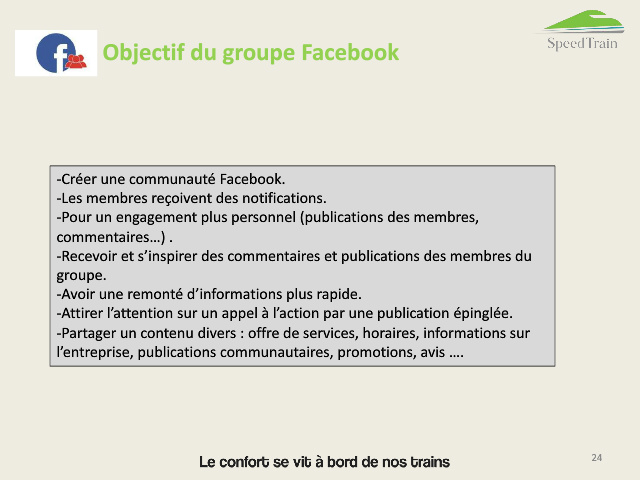 Objectif du groupe Facebook
SpeedTrain
-Créer une communauté Facebook.
-Les membres reçoivent des notifications.
-Pour un engagement plus personnel (publications des membres,
commentaires…) .
-Recevoir et s’inspirer des commentaires et publications des membres du
groupe.
-Avoir une remonté d’informations plus rapide.
-Attirer l’attention sur un appel à l’action par une publication épinglée.
-Partager un contenu divers : offre de services, horaires, informations sur
l’entreprise, publications communautaires, promotions, avis ….
Le confort se vit à bord de nos trains
24